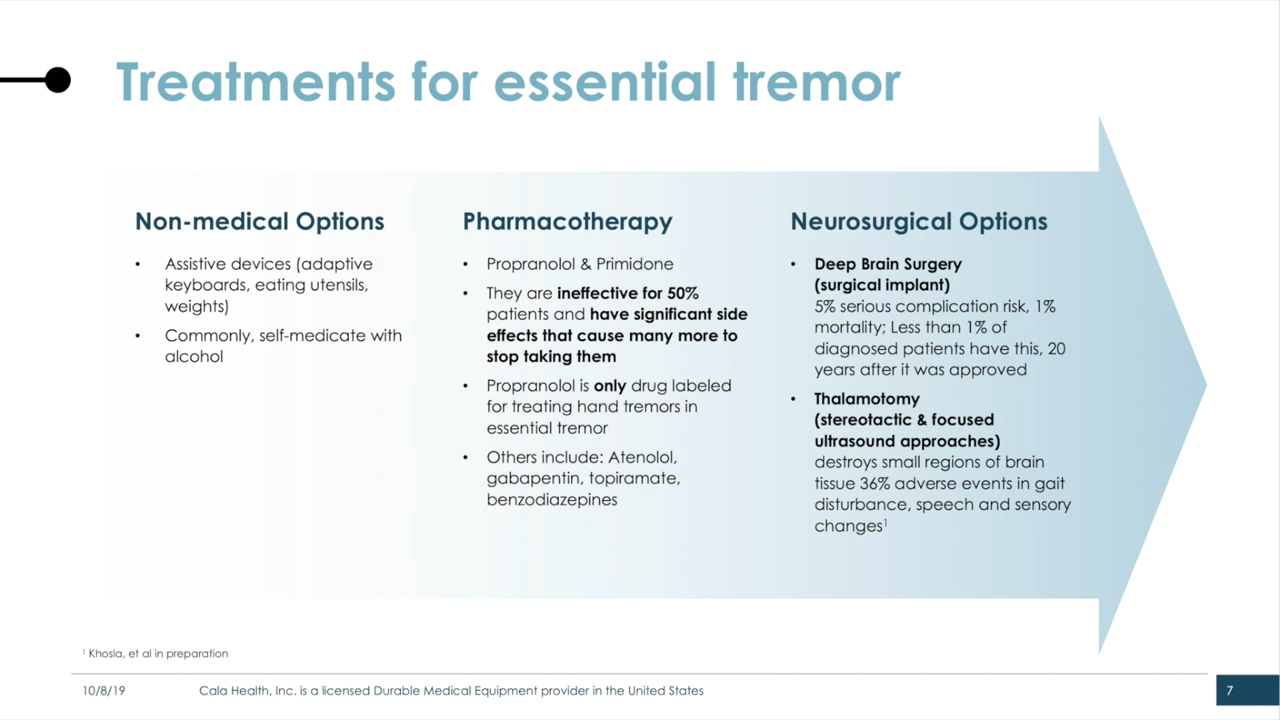 Treatments for essential tremor
Non-medical Options
• Assistive devices (adaptive
keyboards, eating utensils,
weights)
• Commonly, self-medicate with
alcohol
Pharmacotherapy
• Propranolol & Primidone
• They are ineffective for 50%
patients and have significant side
effects that cause many more to
stop taking them
• Propranolol is only drug labeled
for treating hand tremors in
essential tremor
• Others include: Atenolol,
gabapentin, topiramate,
benzodiazepines
Neurosurgical Options
• Deep Brain Surgery
(surgical implant)
5% serious complication risk, 1%
mortality; Less than 1% of
diagnosed patients have this, 20
years after it was approved
• Thalamotomy
(stereotactic & focused
ultrasound approaches)
destroys small regions of brain
tissue 36% adverse events in gait
disturbance, speech and sensory
changes¹
¹ Khosla, et al in preparation
10/8/19
Cala Health, Inc. is a licensed Durable Medical Equipment provider in the United States
7